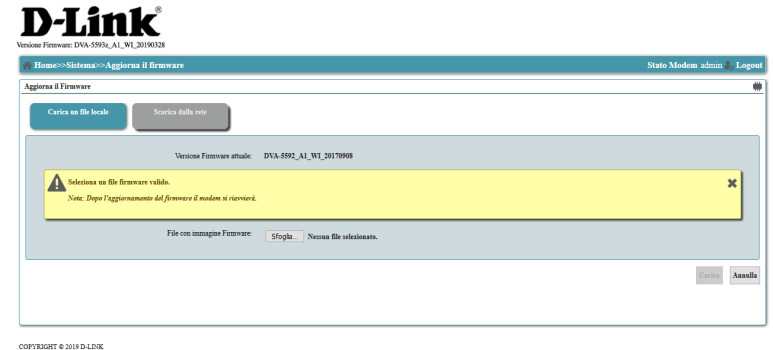 D-Link®
Versione Firmware: DVA-5593z_A1_WI_20190328
Home>>Sistema>>Aggiorna il firmware
Stato Modem admin Logout
Aggiorna il Firmware
Carica un file locale
Scarica dalla rete
Versione Firmware attuale: DVA-5592_A1_WI_20170908
Seleziona un file firmware valido.
Nota: Dopo l'aggiornamento del firmware il modem si riavvierà.
File con immagine Firmware: Sfoglia... Nessun file selezionato.
Carica Annulla
COPYRIGHT © 2019 D-LINK